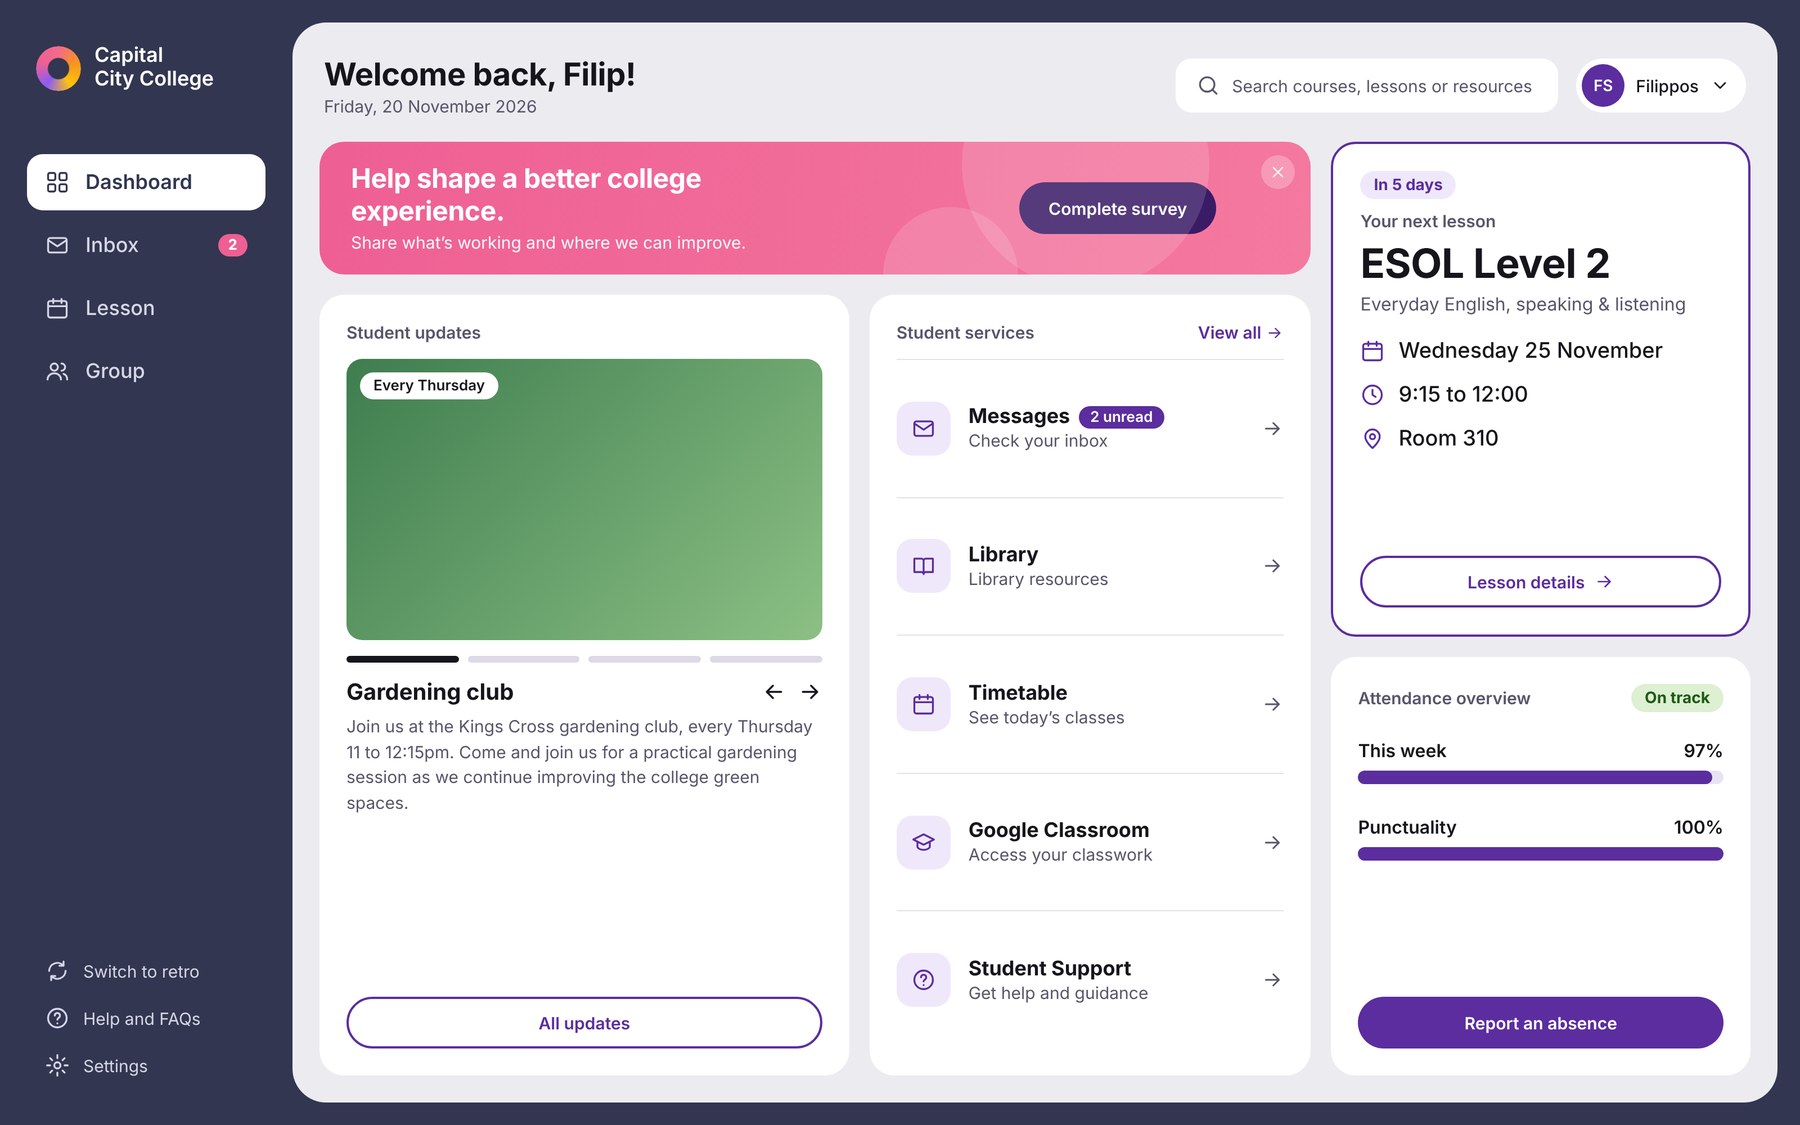 Capital
City College
Dashboard
Inbox 2
Lesson
Group
Switch to retro
Help and FAQs
Settings
Welcome back, Filip!
Friday, 20 November 2026
Search courses, lessons or resources
FS Filippos
Help shape a better college
experience.
Share what’s working and where we can improve.
Complete survey
Student updates
Every Thursday
Gardening club
Join us at the Kings Cross gardening club, every Thursday
11 to 12:15pm. Come and join us for a practical gardening
session as we continue improving the college green
spaces.
All updates
Student services View all
Messages 2 unread
Check your inbox
Library
Library resources
Timetable
See today’s classes
Google Classroom
Access your classwork
Student Support
Get help and guidance
In 5 days
Your next lesson
ESOL Level 2
Everyday English, speaking & listening
Wednesday 25 November
9:15 to 12:00
Room 310
Lesson details
Attendance overview On track
This week 97%
Punctuality 100%
Report an absence